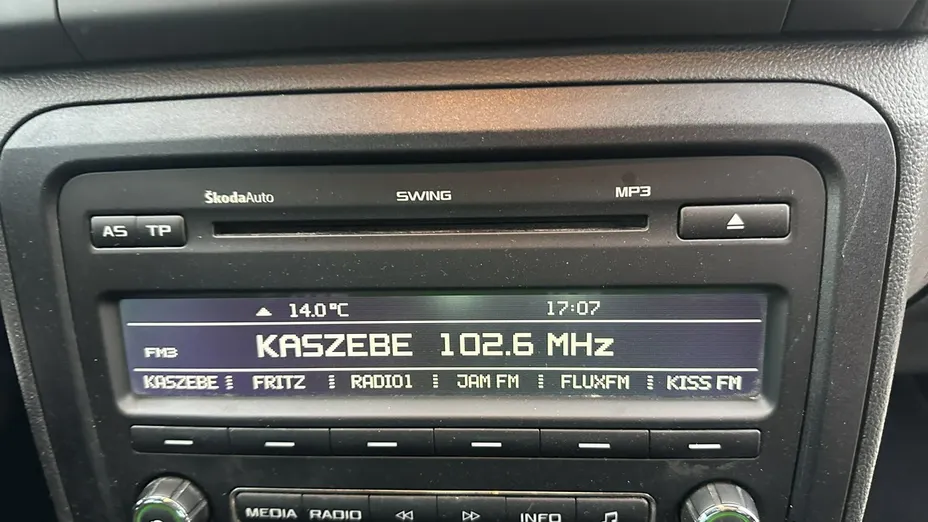 ŠkodaAuto SWING MP3
AS TP
14.0°C 17:07
FM3 KASZEBE 102.6 MHz
KASZEBE FRITZ RADIO1 JAM FM FLUXFM KISS FM
MEDIA RADIO INFO